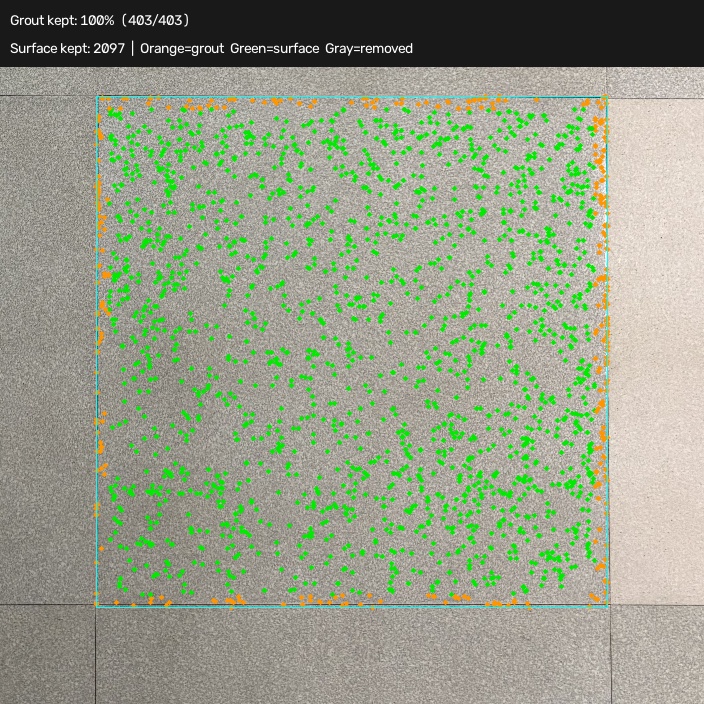 Grout kept: 100%  (403/403)
Surface kept: 2097  |  Orange=grout  Green=surface  Gray=removed